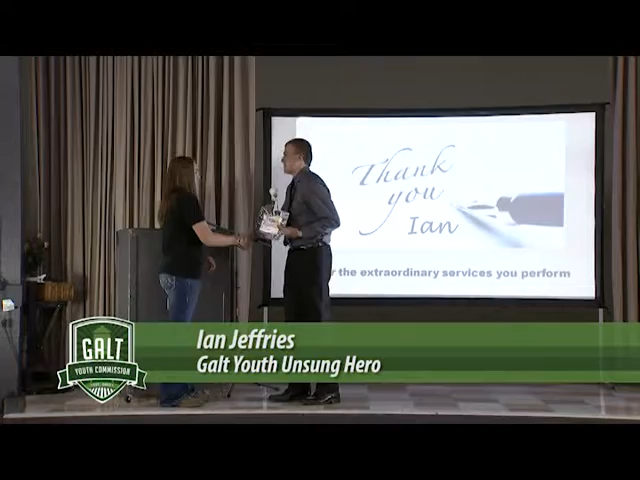 Thank
you
Ian
the extraordinary services you perform
Ian Jeffries
Galt Youth Unsung Hero
GALT
YOUTH COMMISSION